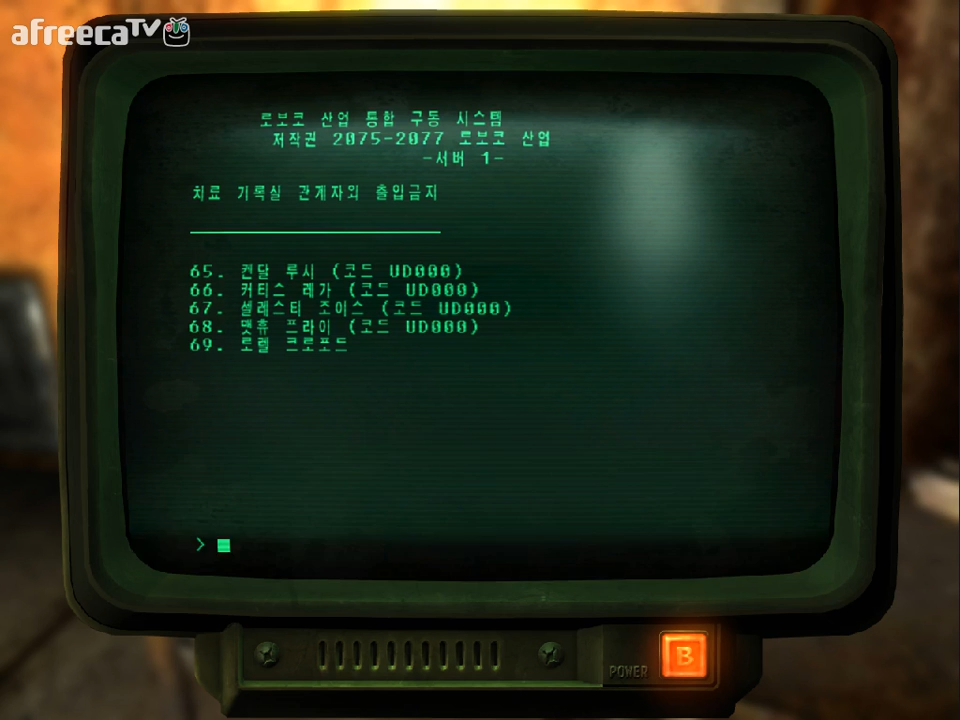 afreecaTV
로보코 산업 통합 구동 시스템
저작권 2075-2077 로보코 산업
-서버 1-
치료 기록실 관계자외 출입금지
65. 켄달 루시 (코드 UD000)
66. 커티스 레가 (코드 UD000)
67. 셀레스티 조이스 (코드 UD000)
68. 맷휴 프라이 (코드 UD000)
69. 로렐 크로포드
>
POWER
B